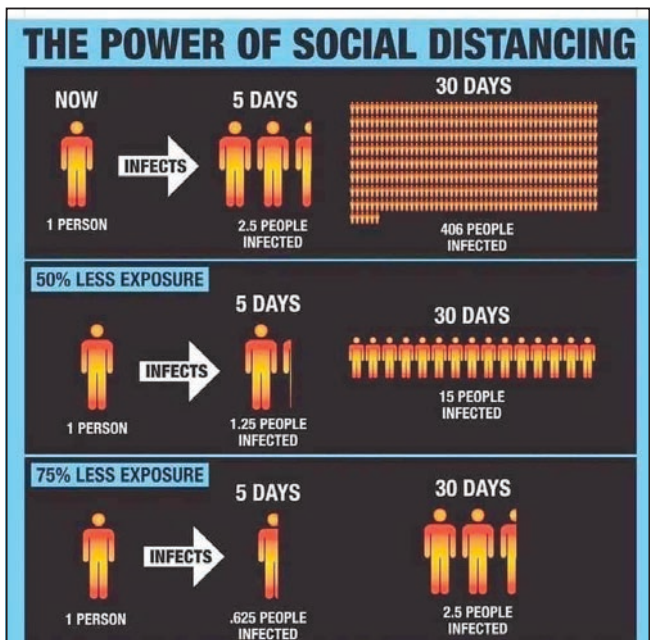 THE POWER OF SOCIAL DISTANCING
NOW
5 DAYS
30 DAYS
INFECTS
1 PERSON
2.5 PEOPLE
INFECTED
406 PEOPLE
INFECTED
50% LESS EXPOSURE
5 DAYS
30 DAYS
INFECTS
1 PERSON
1.25 PEOPLE
INFECTED
15 PEOPLE
INFECTED
75% LESS EXPOSURE
5 DAYS
30 DAYS
INFECTS
1 PERSON
.625 PEOPLE
INFECTED
2.5 PEOPLE
INFECTED